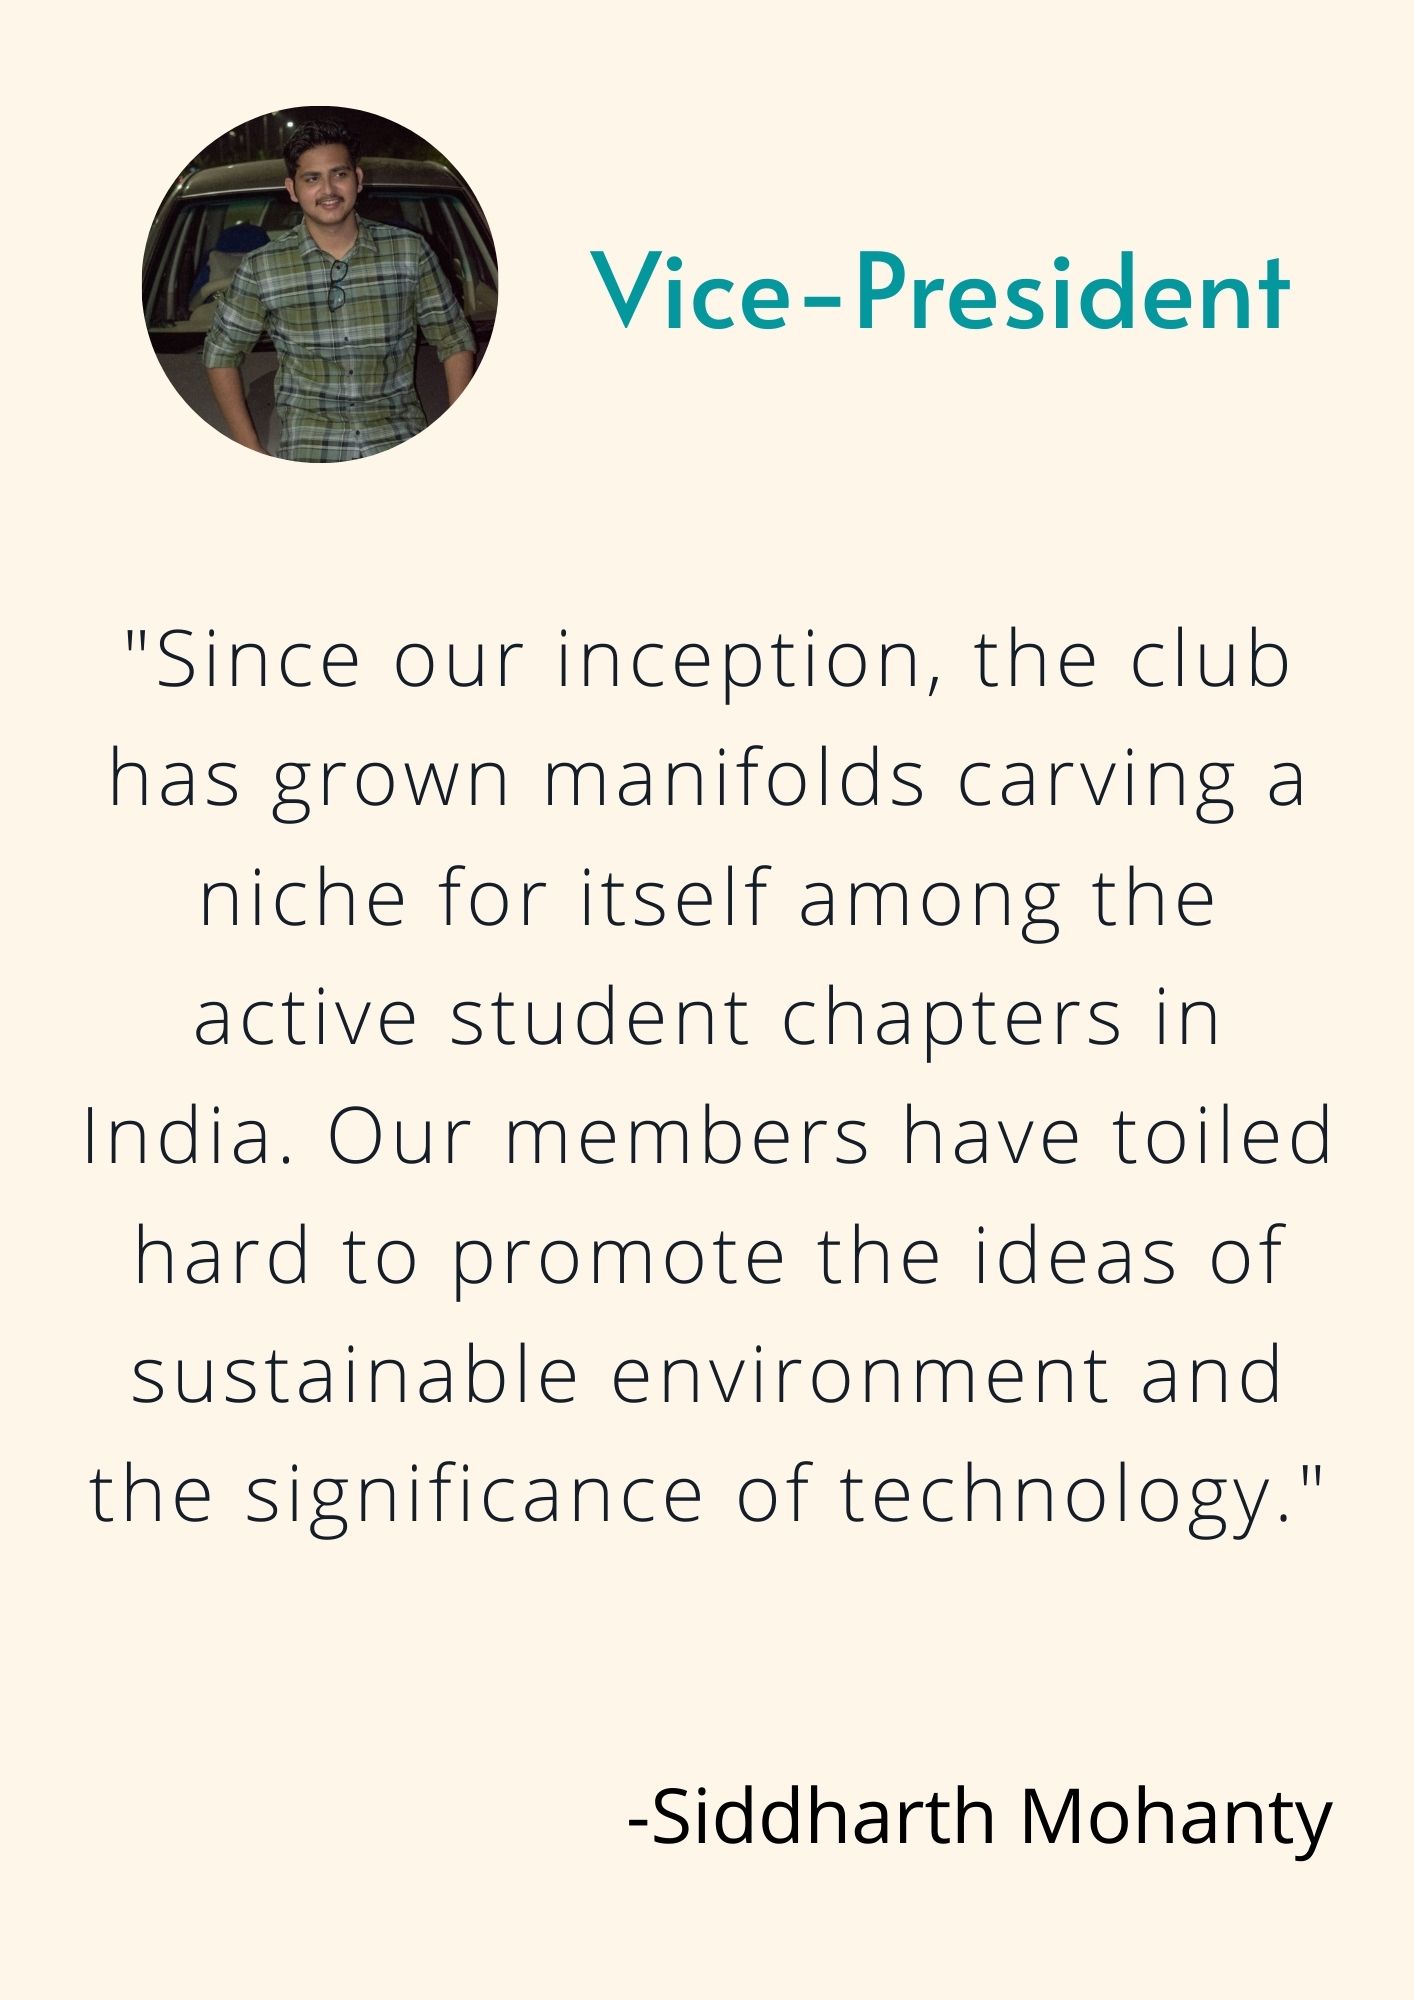 Vice-President
"Since our inception, the club
has grown manifolds carving a
niche for itself among the
active student chapters in
India. Our members have toiled
hard to promote the ideas of
sustainable environment and
the significance of technology."
-Siddharth Mohanty